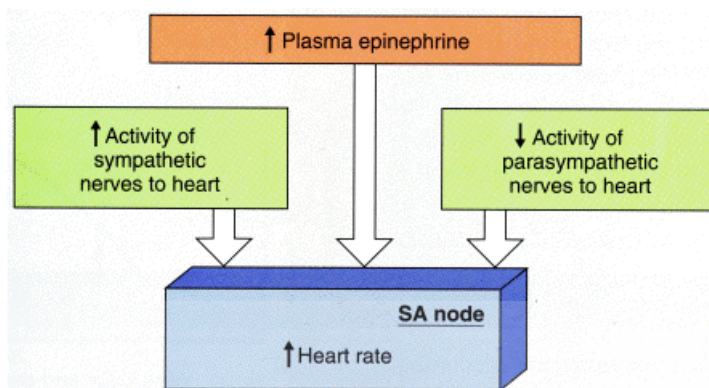 ↑ Plasma epinephrine
↑ Activity of
sympathetic
nerves to heart
↓ Activity of
parasympathetic
nerves to heart
SA node
↑ Heart rate